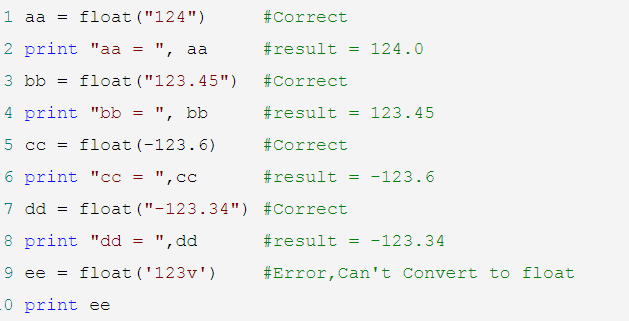 1 aa = float("124")      #Correct
2 print "aa = ", aa      #result = 124.0
3 bb = float("123.45")  #Correct
4 print "bb = ", bb      #result = 123.45
5 cc = float(-123.6)    #Correct
6 print "cc = ",cc      #result = -123.6
7 dd = float("-123.34") #Correct
8 print "dd = ",dd      #result = -123.34
9 ee = float('123v')    #Error,Can't Convert to float
0 print ee